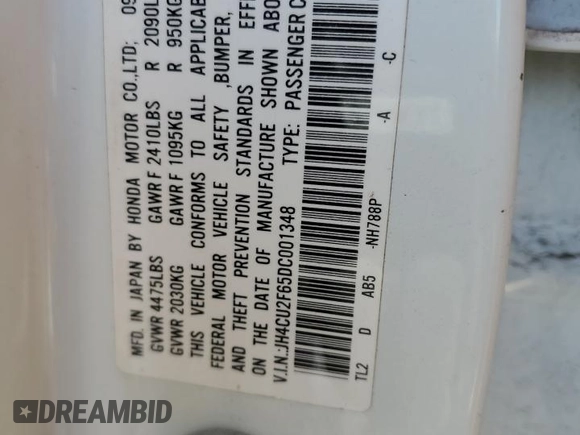 MFD. IN JAPAN BY HONDA MOTOR CO.,LTD; 09
GVWR 4475LBS GAWR F 2410LBS R 2090L
GVWR 2030KG GAWR F 1095KG R 950KG
THIS VEHICLE CONFORMS TO ALL APPLICAB
FEDERAL MOTOR VEHICLE SAFETY ,BUMPER,
AND THEFT PREVENTION STANDARDS IN EFFE
ON THE DATE OF MANUFACTURE SHOWN ABO
V.I.N.:JH4CU2F65DC001348 TYPE: PASSENGER C
TL2 D AB5 -NH788P -A -C
DREAMBID